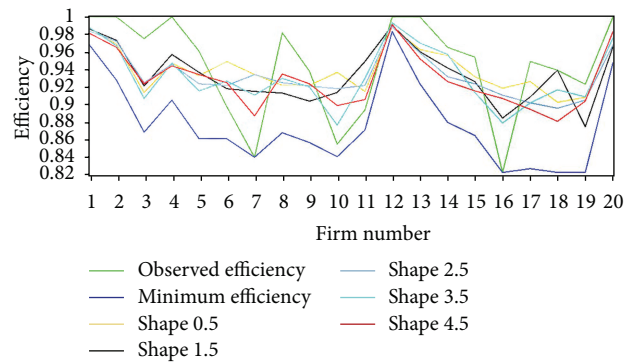 1
0.98
0.96
0.94
0.92
0.9
0.88
0.86
0.84
0.82
Efficiency
1 2 3 4 5 6 7 8 9 10 11 12 13 14 15 16 17 18 19 20
Firm number
Observed efficiency
Minimum efficiency
Shape 0.5
Shape 1.5
Shape 2.5
Shape 3.5
Shape 4.5